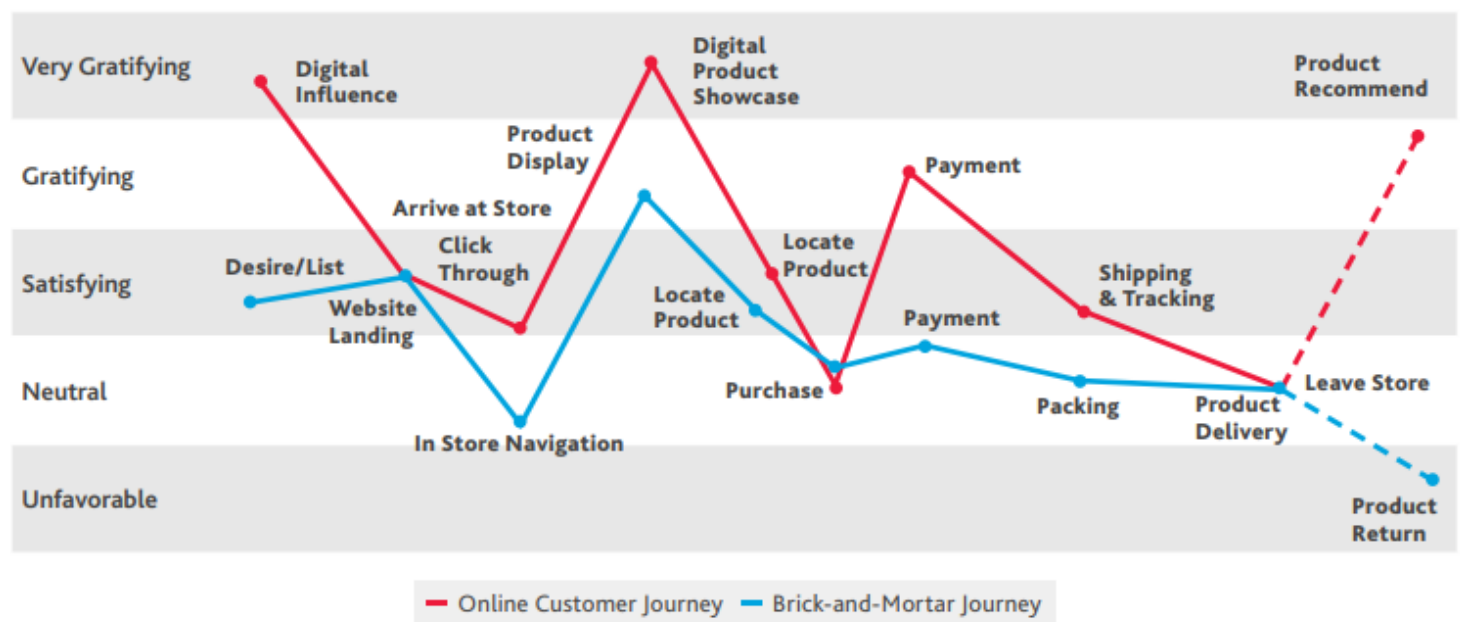 Very Gratifying
Digital
Influence
Digital
Product
Showcase
Product
Recommend
Product
Display
Gratifying
Payment
Arrive at Store
Click
Through
Desire/List
Satisfying
Website
Landing
Locate
Product
Locate
Product
Shipping
& Tracking
Payment
Neutral
In Store Navigation
Purchase
Packing
Product
Delivery
Leave Store
Unfavorable
Product
Return
Online Customer Journey
Brick-and-Mortar Journey